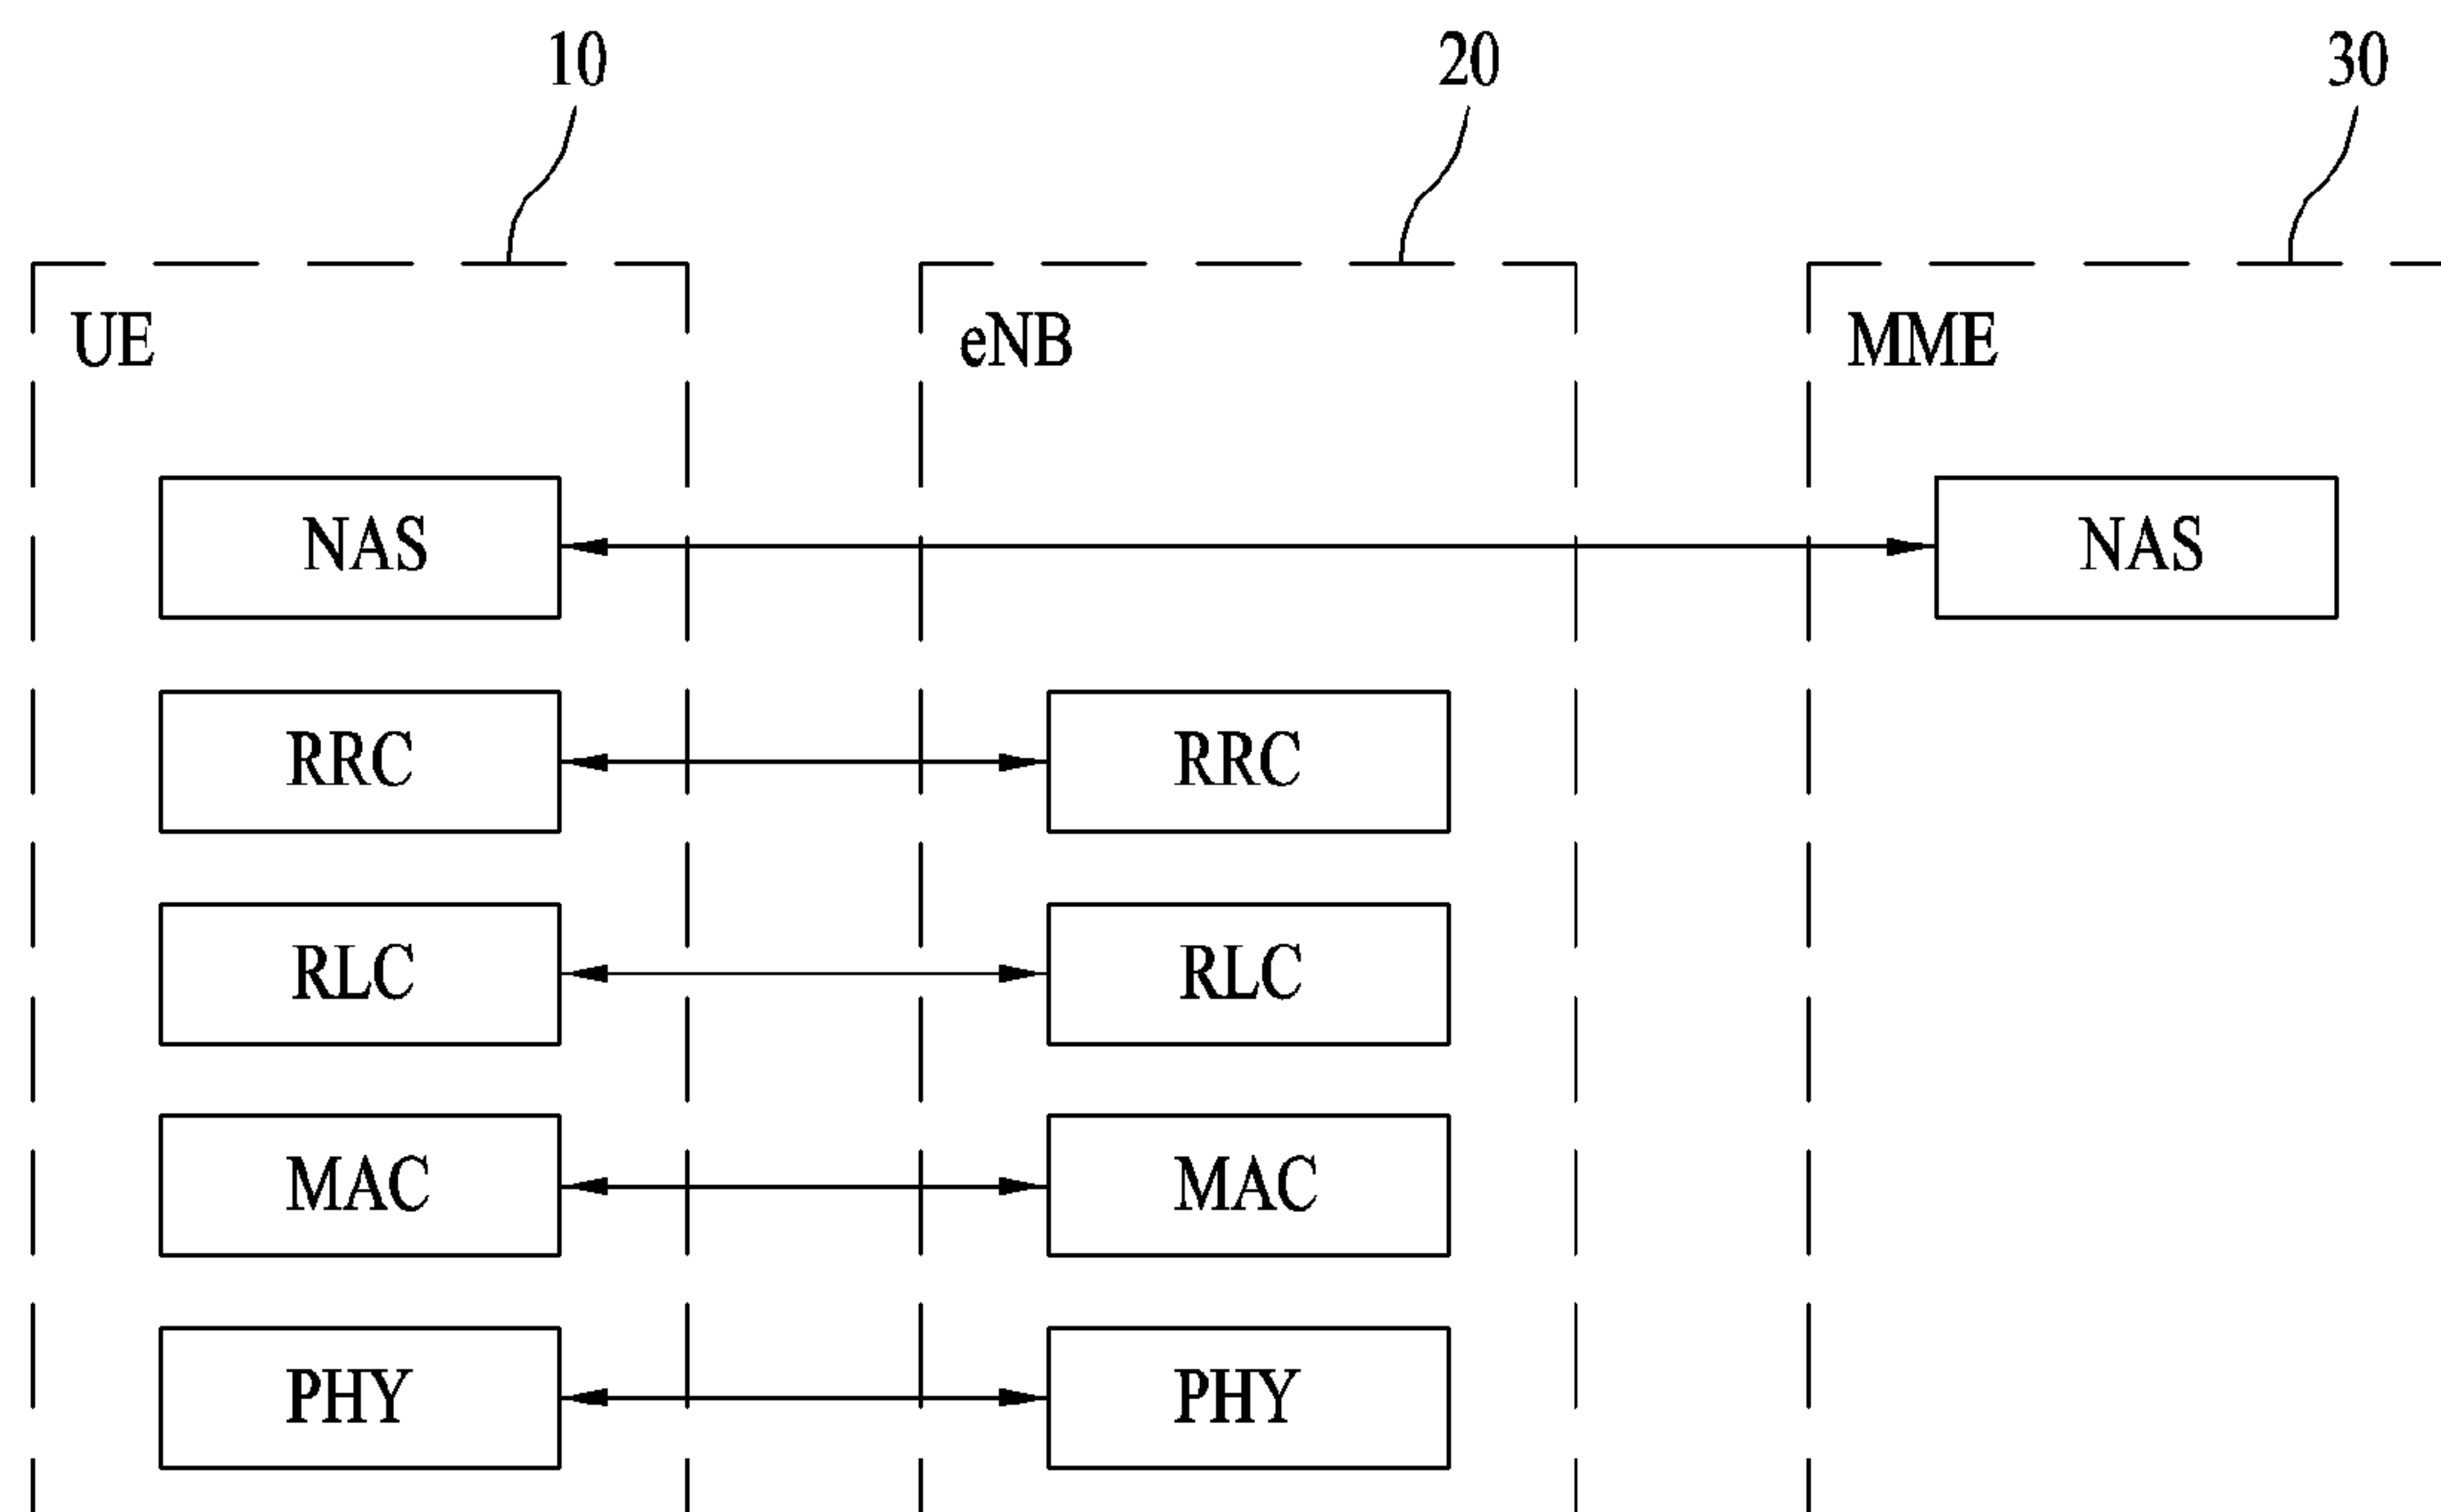 10 20 30
UE eNB MME
NAS NAS
RRC RRC
RLC RLC
MAC MAC
PHY PHY